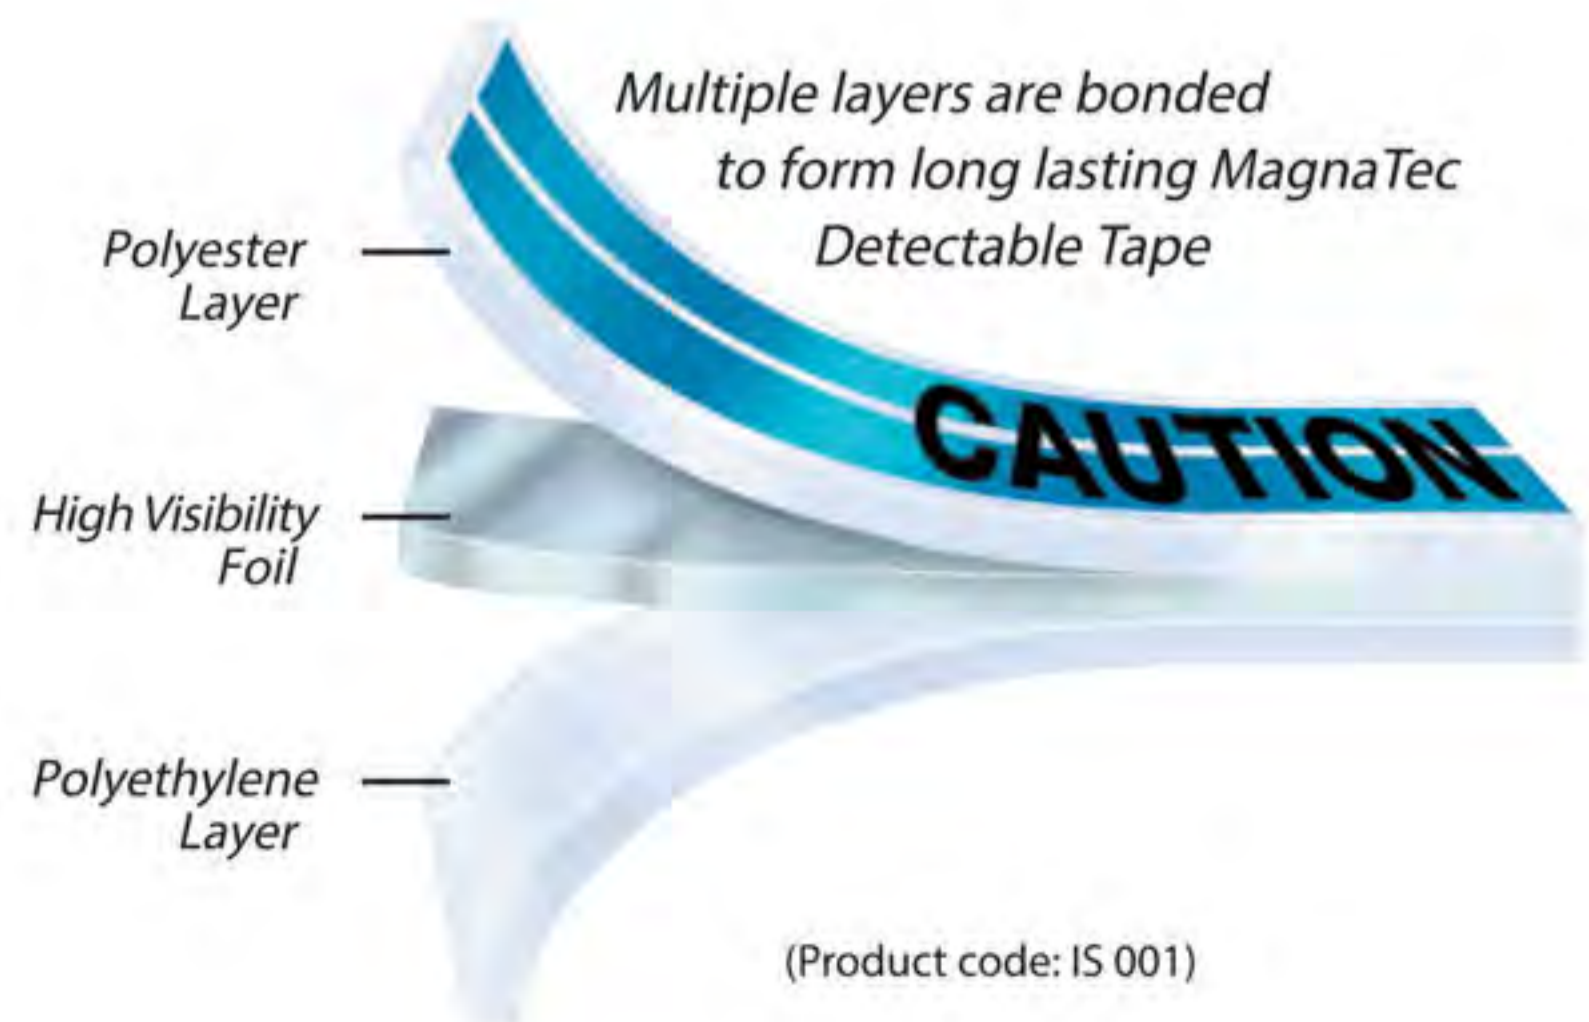 Multiple layers are bonded
to form long lasting MagnaTec
Detectable Tape
Polyester
Layer
CAUTION
High Visibility
Foil
Polyethylene
Layer
(Product code: IS 001)